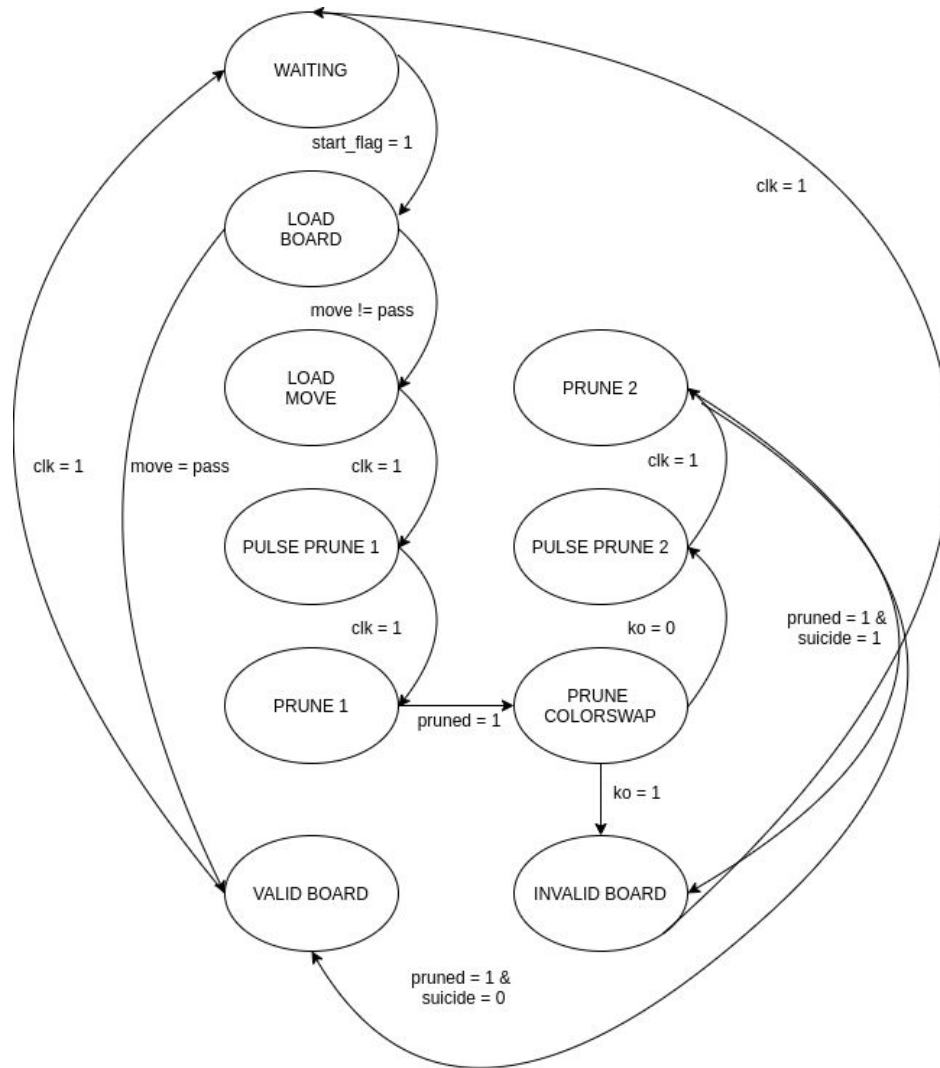 WAITING
start_flag = 1
clk = 1
LOAD
BOARD
move != pass
LOAD
MOVE
PRUNE 2
clk = 1
move = pass
clk = 1
clk = 1
PULSE PRUNE 1
PULSE PRUNE 2
clk = 1
ko = 0
pruned = 1 &
suicide = 1
PRUNE 1
pruned = 1
PRUNE
COLORSWAP
ko = 1
VALID BOARD
INVALID BOARD
pruned = 1 &
suicide = 0